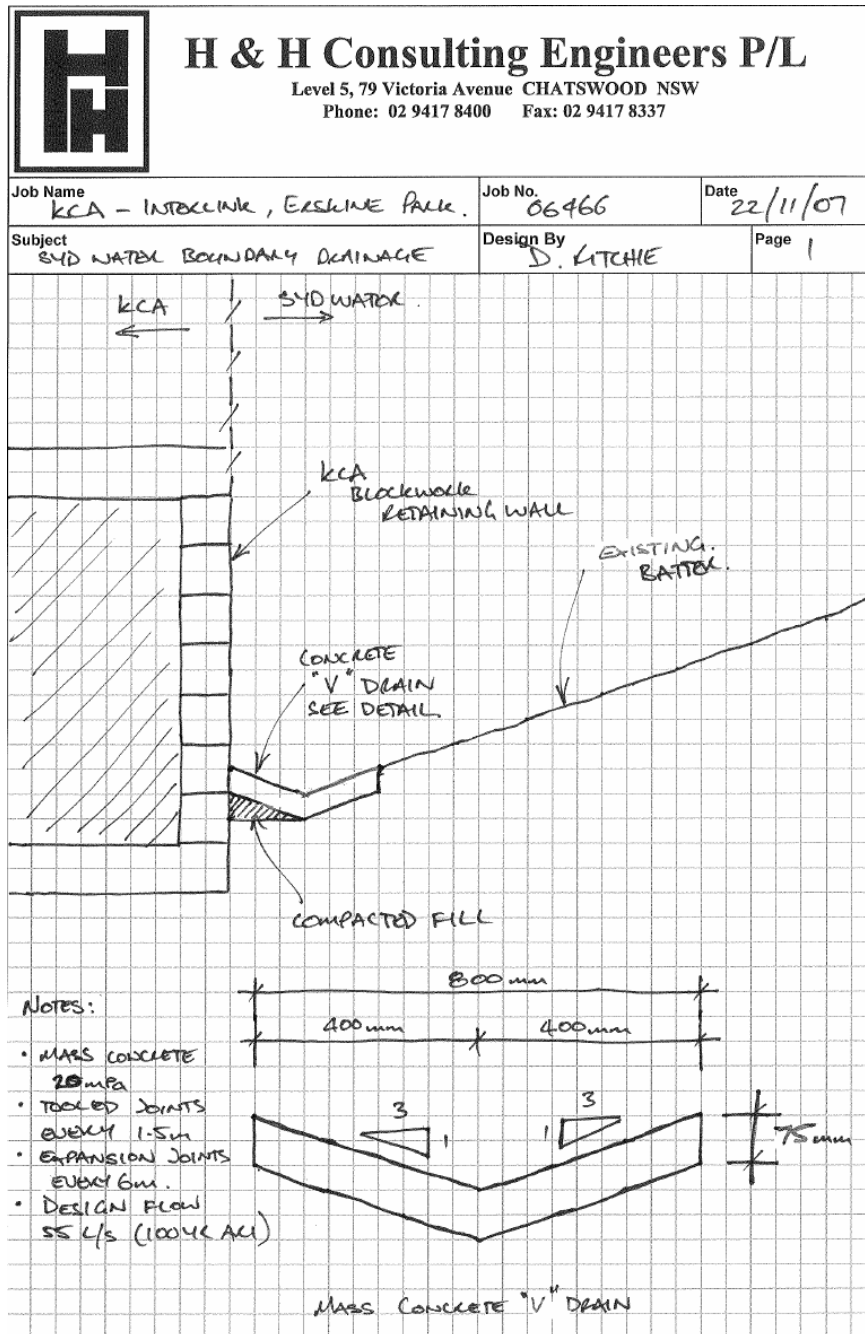 H & H Consulting Engineers P/L
Level 5, 79 Victoria Avenue CHATSWOOD NSW
Phone: 02 9417 8400 Fax: 02 9417 8337
Job Name
KCA - INTERLINK, ERSKINE PARK.
Job No.
06466
Date
22/11/07
Subject
SYD WATER BOUNDARY DRAINAGE
Design By
D. RITCHIE
Page
1
KCA
SYD WATER.
KCA
BLOCKWORK
RETAINING WALL
EXISTING.
BATTER.
CONCRETE
"V" DRAIN
SEE DETAIL.
COMPACTED FILL
800mm
400mm 400mm
NOTES:
• MASS CONCRETE
20mPa
• TOOLED JOINTS
EVERY 1.5m
• EXPANSION JOINTS
EVERY 6m.
• DESIGN FLOW
55 L/s (100YR ARI)
3
1
3
1
75mm
MASS CONCRETE "V" DRAIN